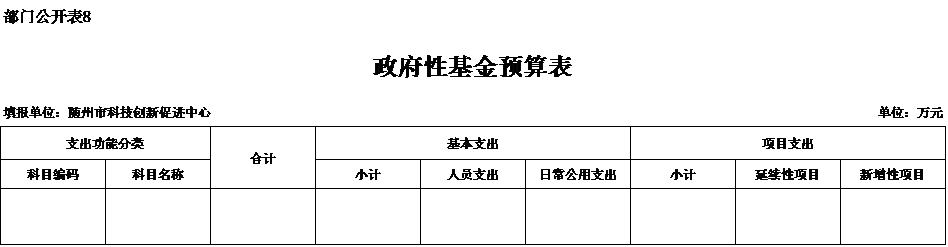 部门公开表8
政府性基金预算表
填报单位：随州市科技创新促进中心 单位：万元
支出功能分类 合计 基本支出 项目支出
科目编码 科目名称 小计 人员支出 日常公用支出 小计 延续性项目 新增性项目